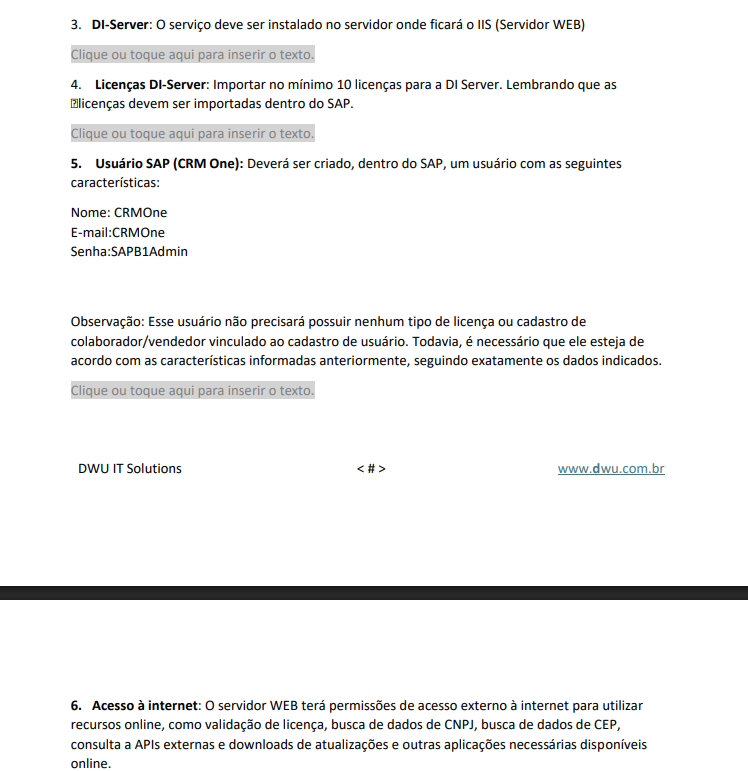 3. DI-Server: O serviço deve ser instalado no servidor onde ficará o IIS (Servidor WEB)
Clique ou toque aqui para inserir o texto.
4. Licenças DI-Server: Importar no mínimo 10 licenças para a DI Server. Lembrando que as
licenças devem ser importadas dentro do SAP.
Clique ou toque aqui para inserir o texto.
5. Usuário SAP (CRM One): Deverá ser criado, dentro do SAP, um usuário com as seguintes
características:
Nome: CRMOne
E-mail:CRMOne
Senha:SAPB1Admin
Observação: Esse usuário não precisará possuir nenhum tipo de licença ou cadastro de
colaborador/vendedor vinculado ao cadastro de usuário. Todavia, é necessário que ele esteja de
acordo com as características informadas anteriormente, seguindo exatamente os dados indicados.
Clique ou toque aqui para inserir o texto.
DWU IT Solutions < # > www.dwu.com.br
6. Acesso à internet: O servidor WEB terá permissões de acesso externo à internet para utilizar
recursos online, como validação de licença, busca de dados de CNPJ, busca de dados de CEP,
consulta a APIs externas e downloads de atualizações e outras aplicações necessárias disponíveis
online.